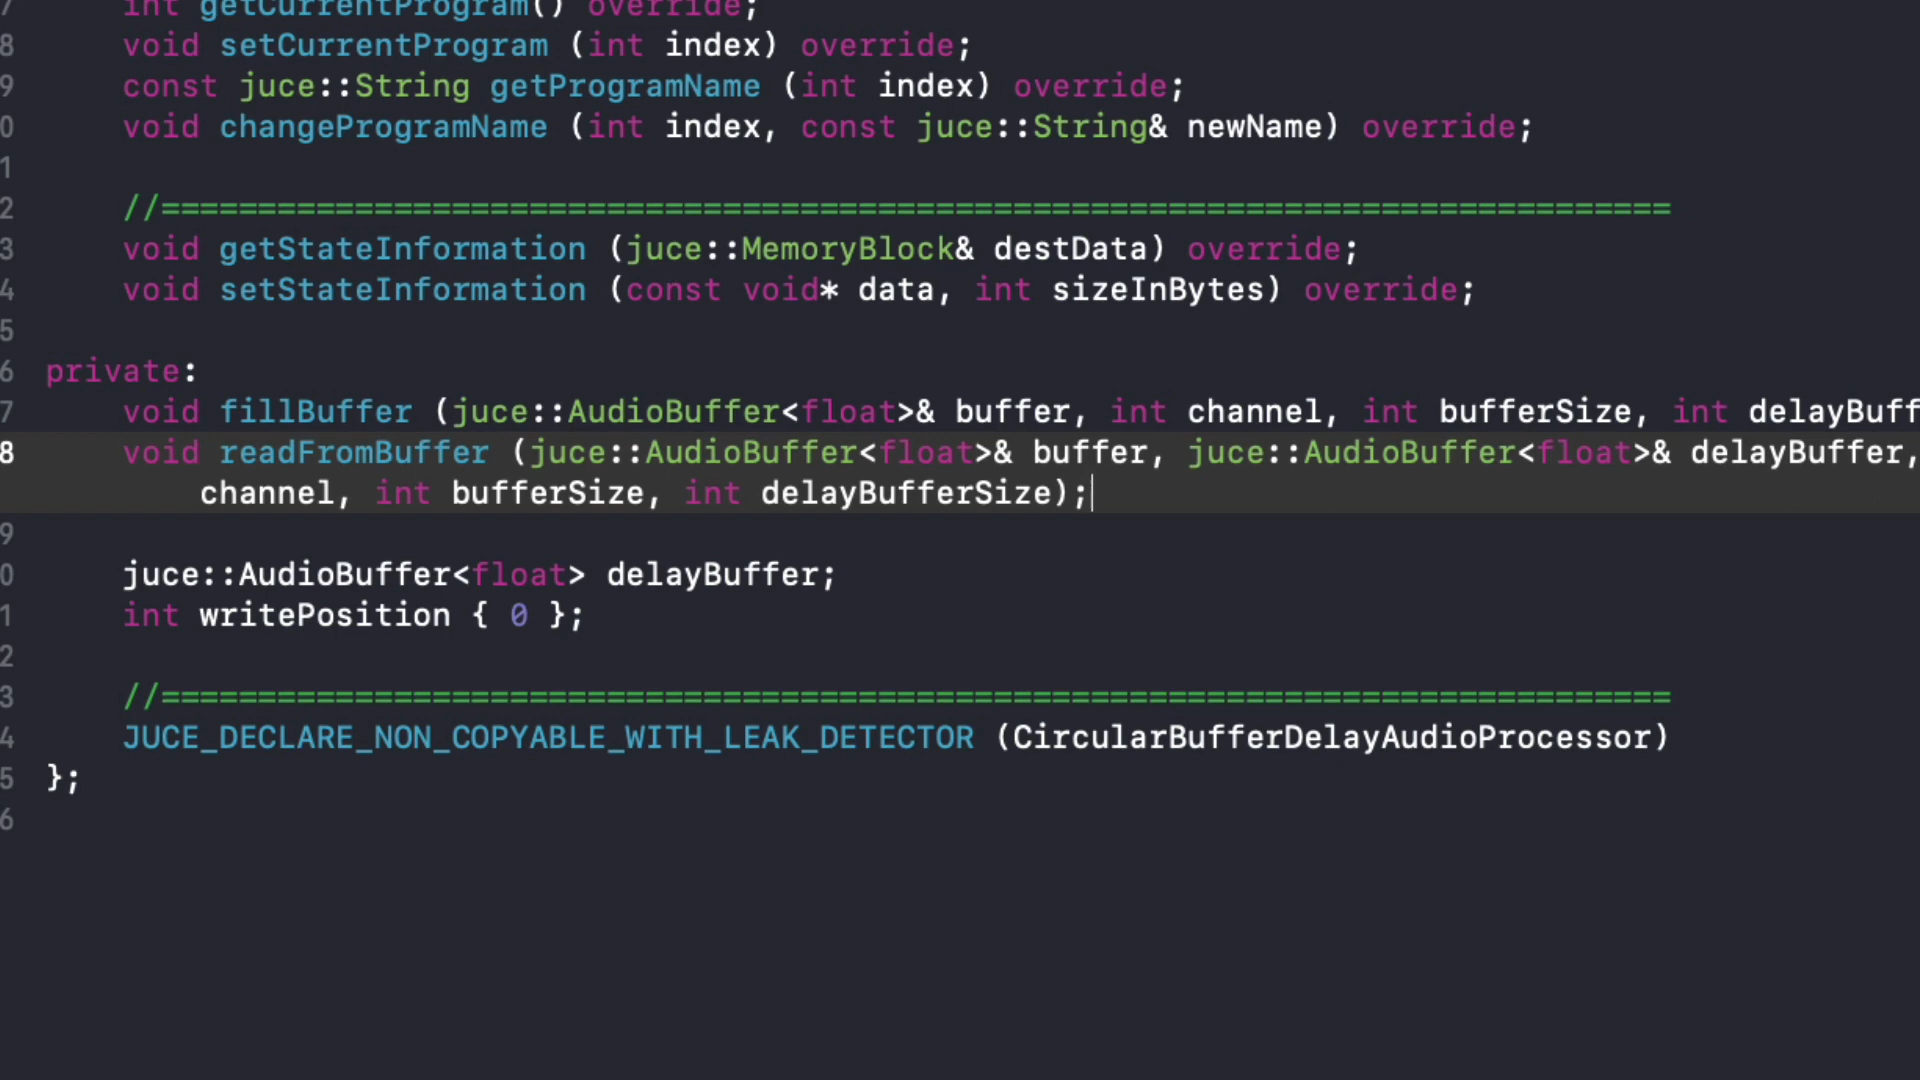 7 int getCurrentProgram() override;
8 void setCurrentProgram (int index) override;
9 const juce::String getProgramName (int index) override;
0 void changeProgramName (int index, const juce::String& newName) override;
1
2 //==============================================================================
3 void getStateInformation (juce::MemoryBlock& destData) override;
4 void setStateInformation (const void* data, int sizeInBytes) override;
5
6 private:
7 void fillBuffer (juce::AudioBuffer<float>& buffer, int channel, int bufferSize, int delayBuff
8 void readFromBuffer (juce::AudioBuffer<float>& buffer, juce::AudioBuffer<float>& delayBuffer,
channel, int bufferSize, int delayBufferSize);
9
0 juce::AudioBuffer<float> delayBuffer;
1 int writePosition { 0 };
2
3 //==============================================================================
4 JUCE_DECLARE_NON_COPYABLE_WITH_LEAK_DETECTOR (CircularBufferDelayAudioProcessor)
5 };
6